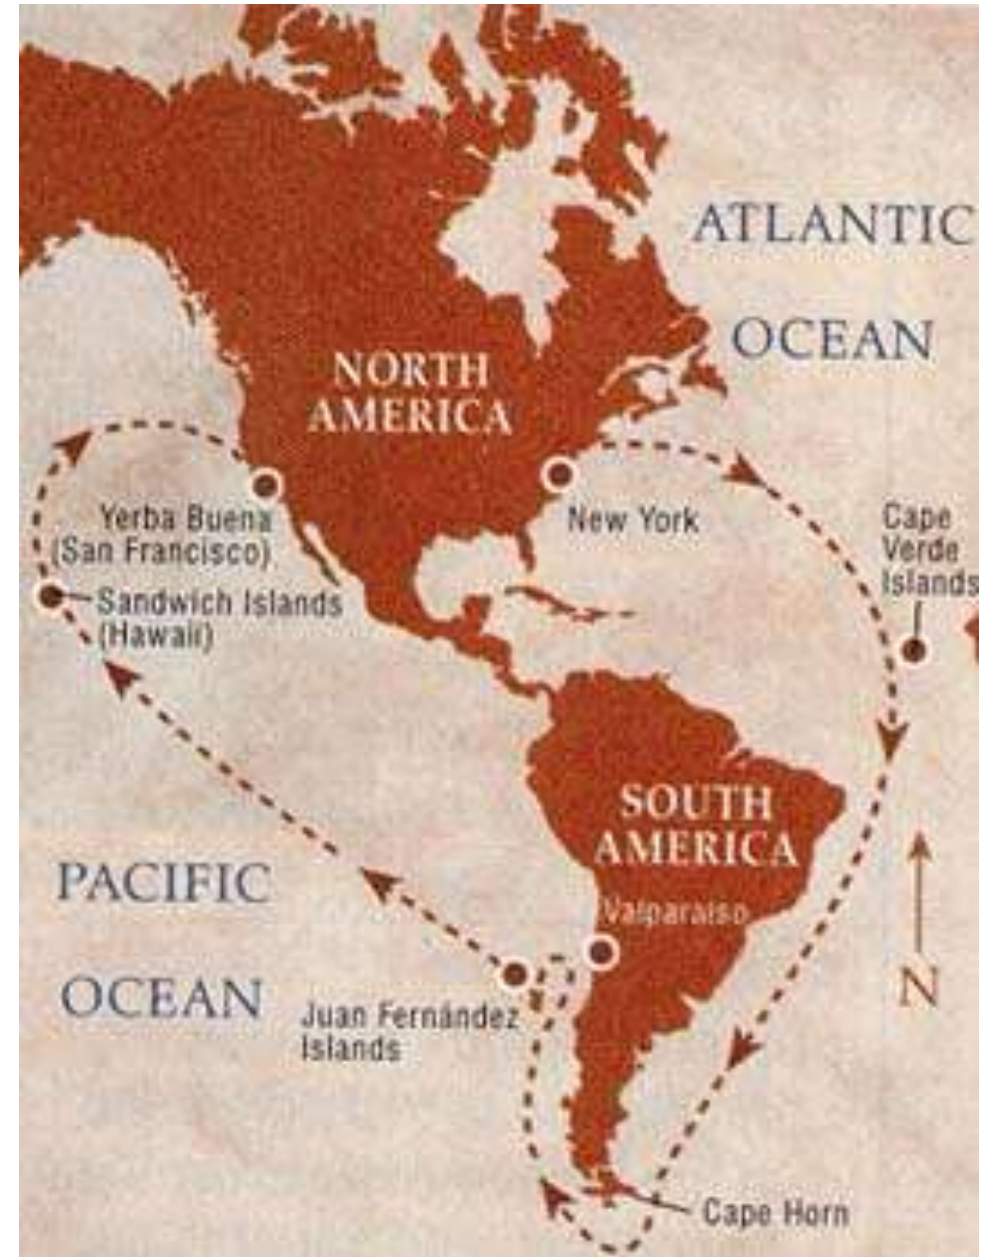 ATLANTIC
OCEAN
NORTH
AMERICA
Yerba Buena
(San Francisco)
New York
Cape
Verde
Islands
Sandwich Islands
(Hawaii)
SOUTH
AMERICA
PACIFIC
OCEAN
Valparaiso
N
Juan Fernández
Islands
Cape Horn